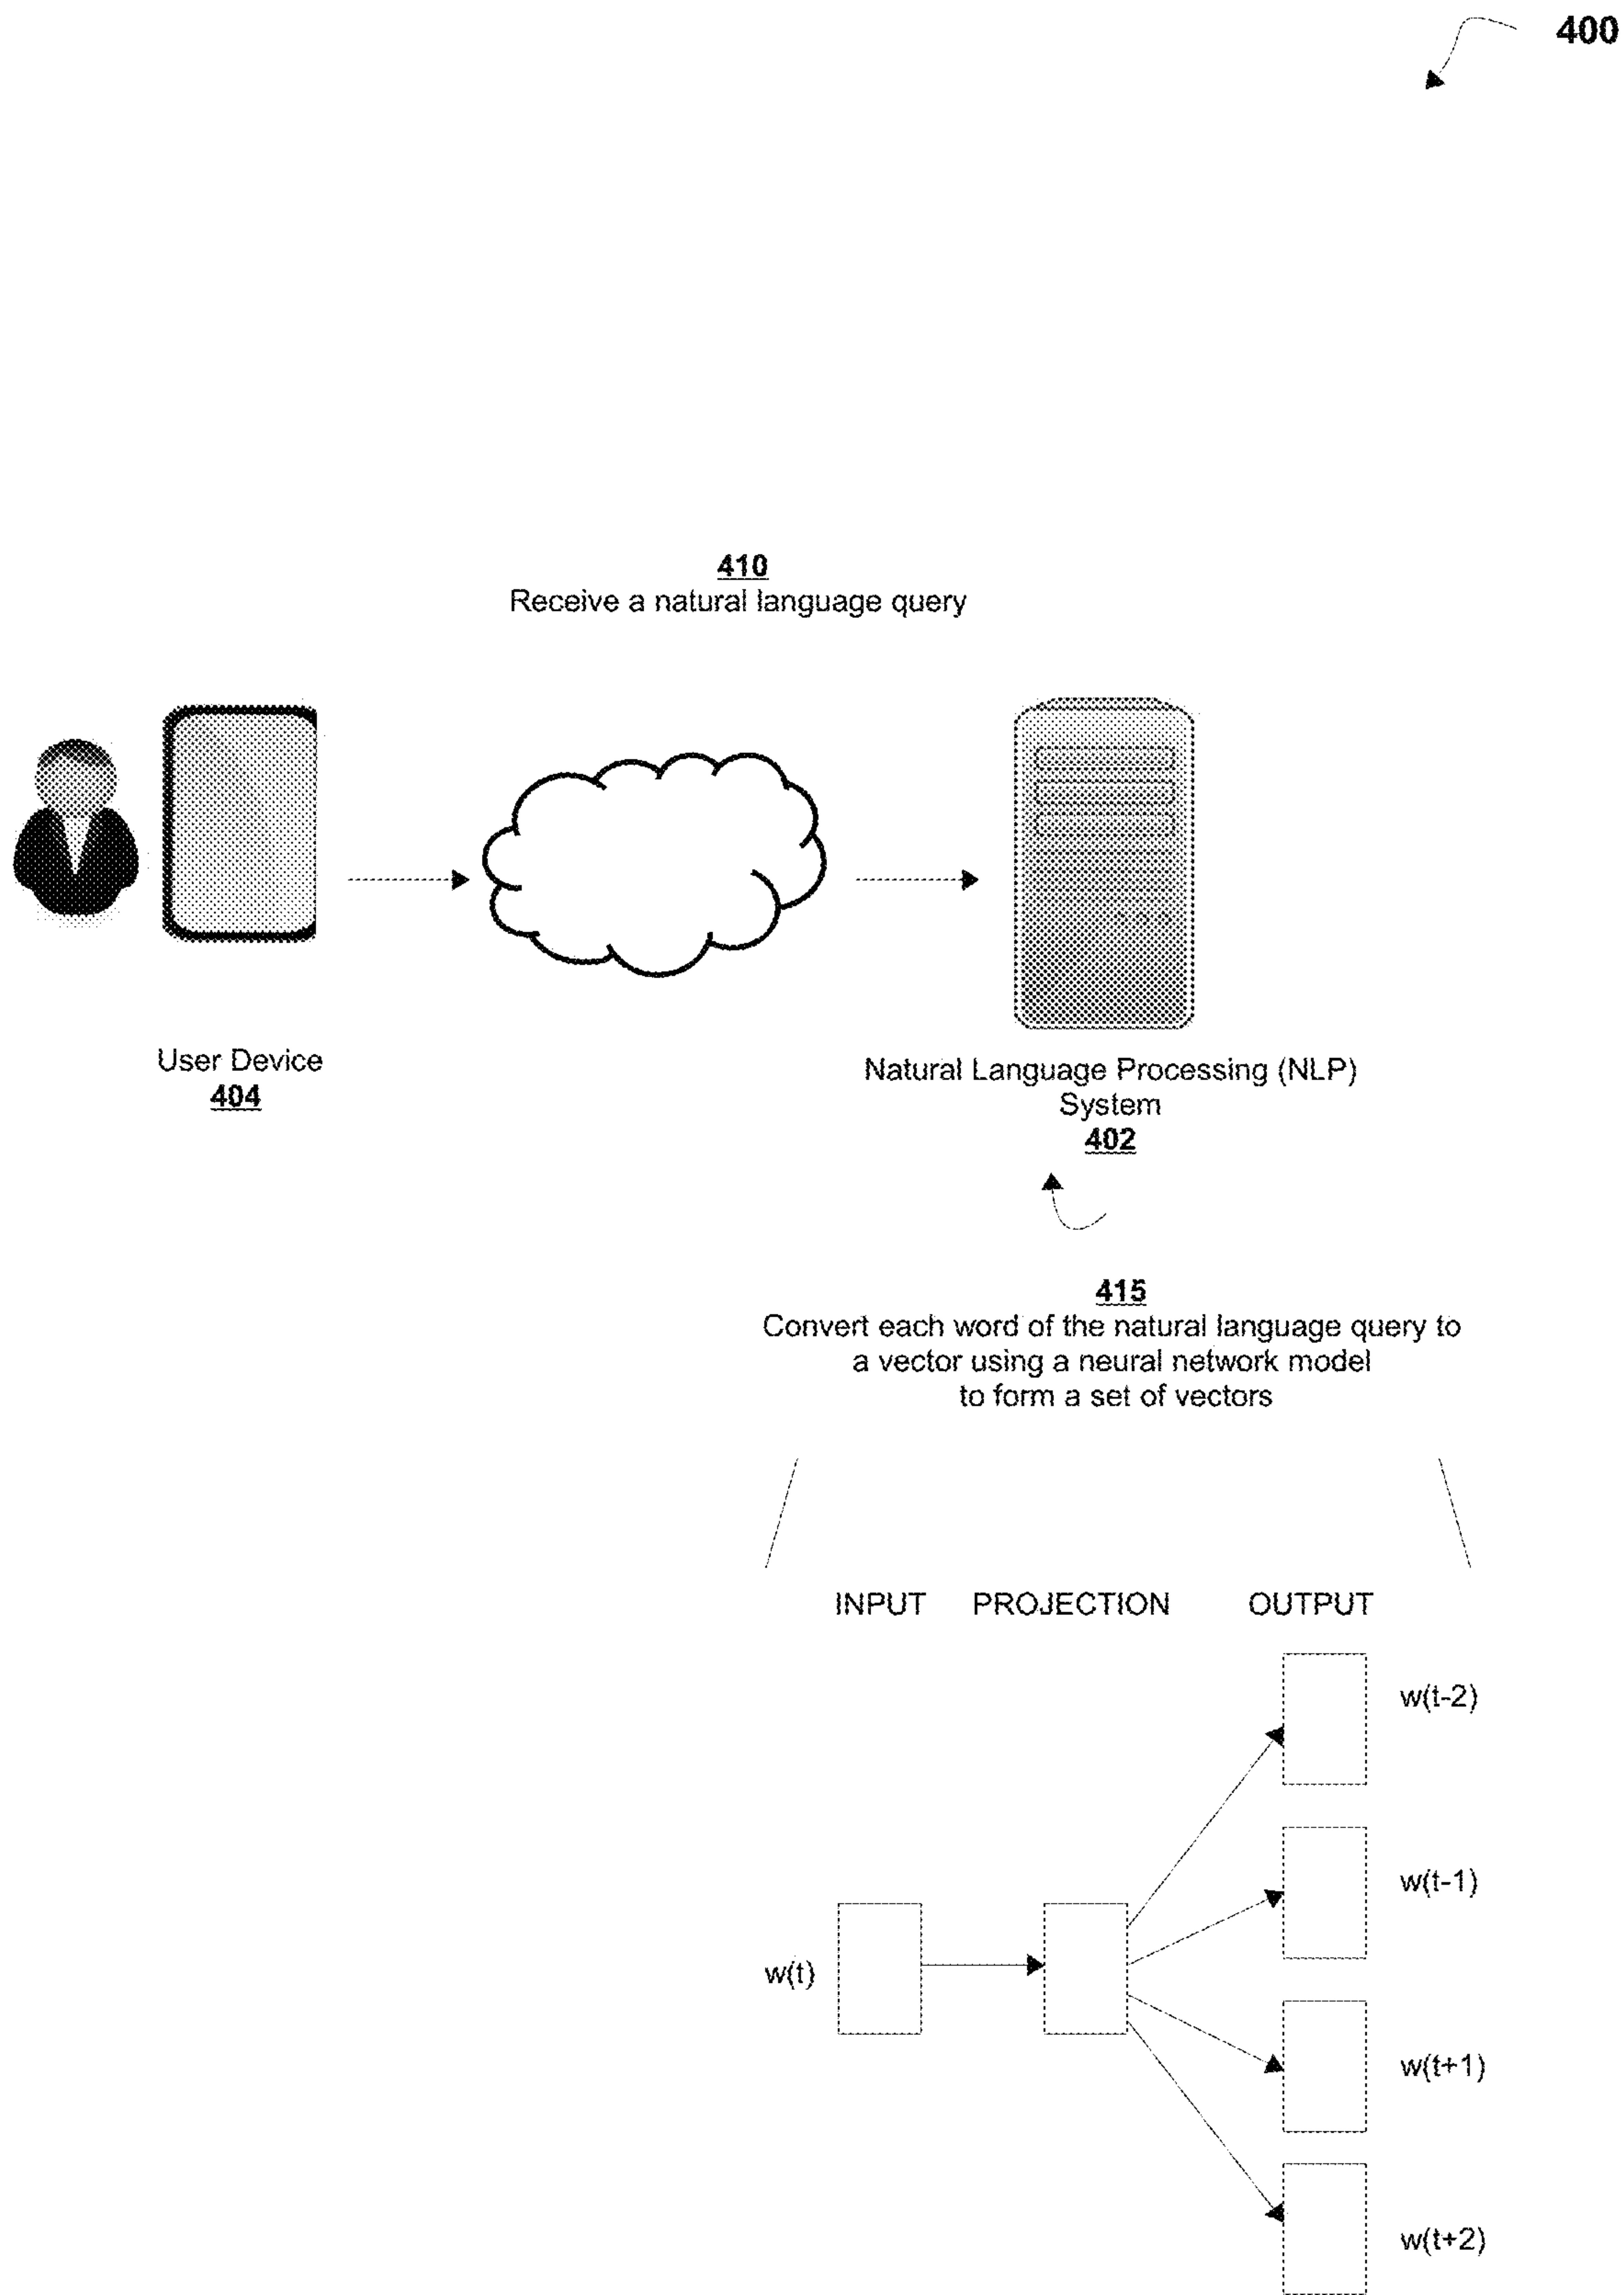 400
410
Receive a natural language query
User Device
404
Natural Language Processing (NLP)
System
402
415
Convert each word of the natural language query to
a vector using a neural network model
to form a set of vectors
INPUT PROJECTION OUTPUT
w(t-2)
w(t-1)
w(t)
w(t+1)
w(t+2)